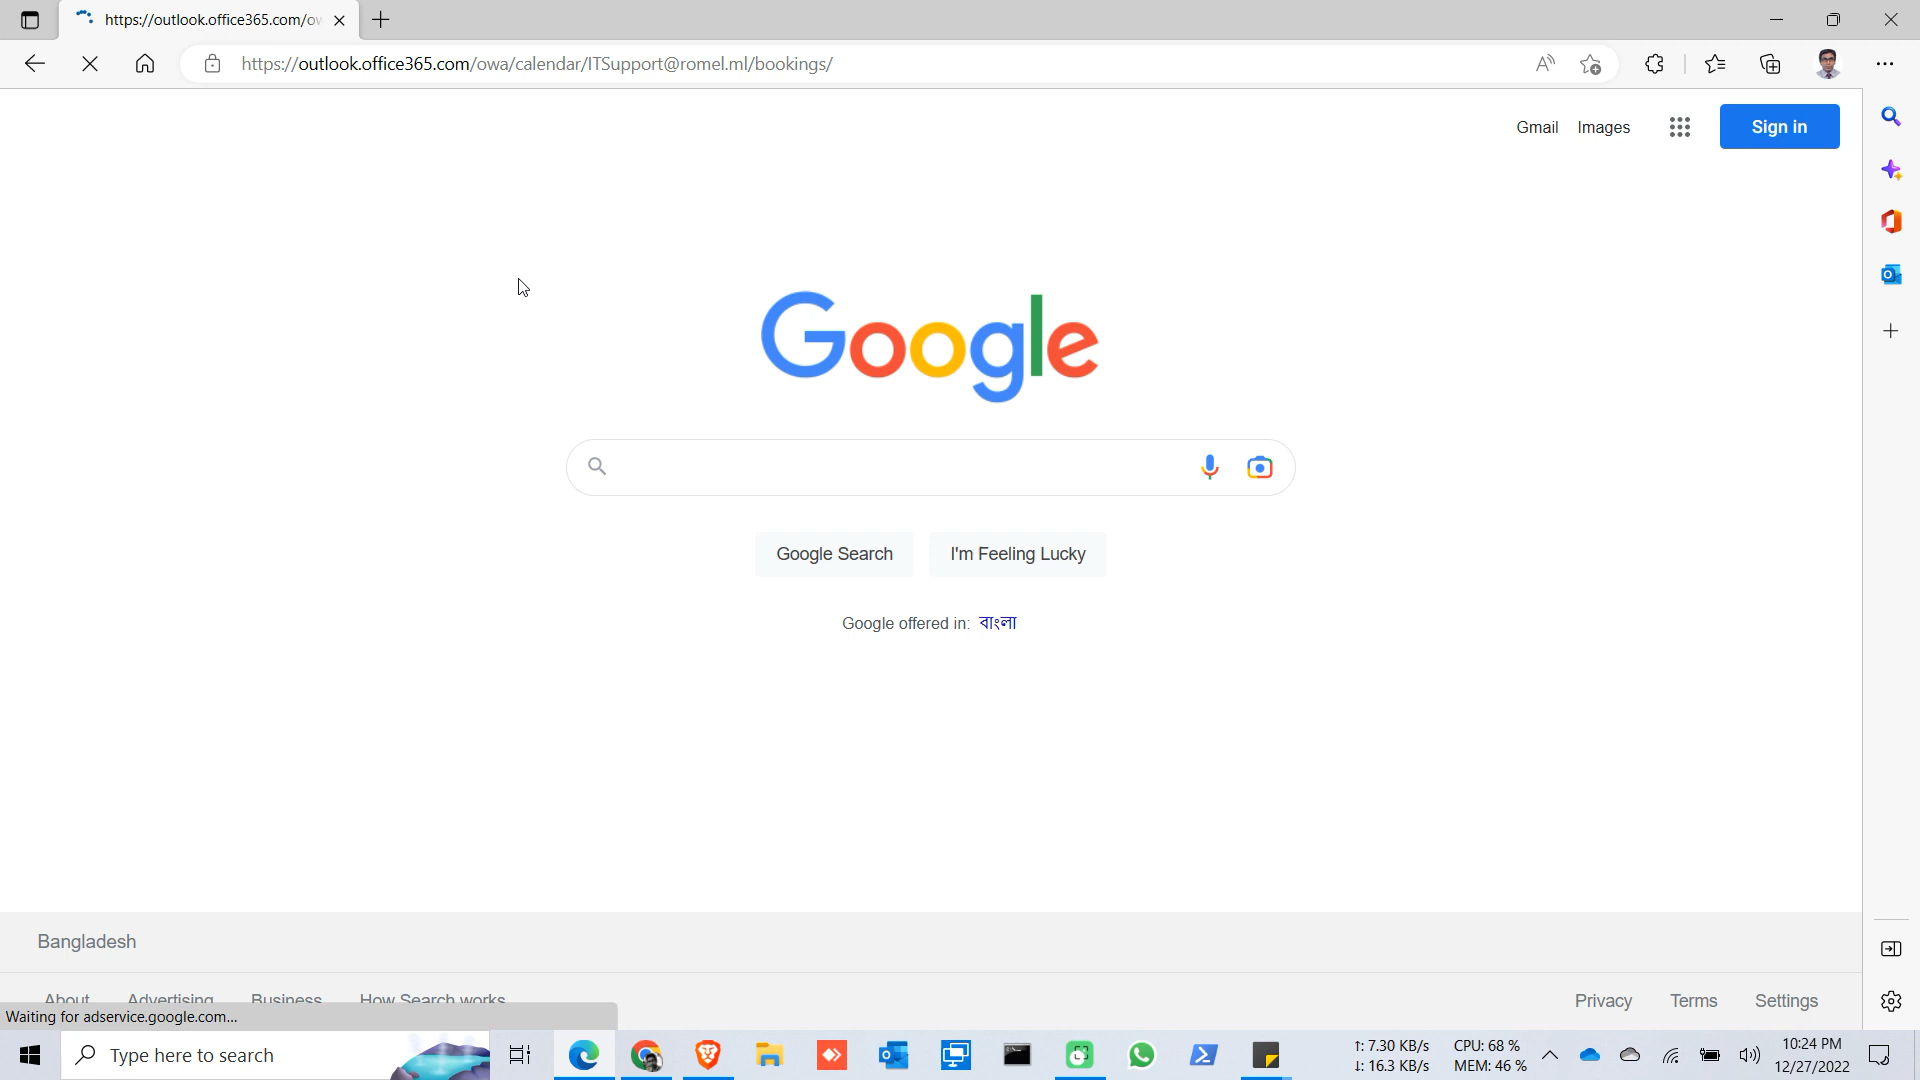 https://outlook.office365.com/ow
https://outlook.office365.com/owa/calendar/ITSupport@romel.ml/bookings/
Gmail Images Sign in
Google
Google Search I'm Feeling Lucky
Google offered in: বাংলা
Bangladesh
About Advertising Business How Search works Privacy Terms Settings
Waiting for adservice.google.com...
Type here to search
↑: 7.30 KB/s CPU: 68 % 10:24 PM
↓: 16.3 KB/s MEM: 46 % 12/27/2022